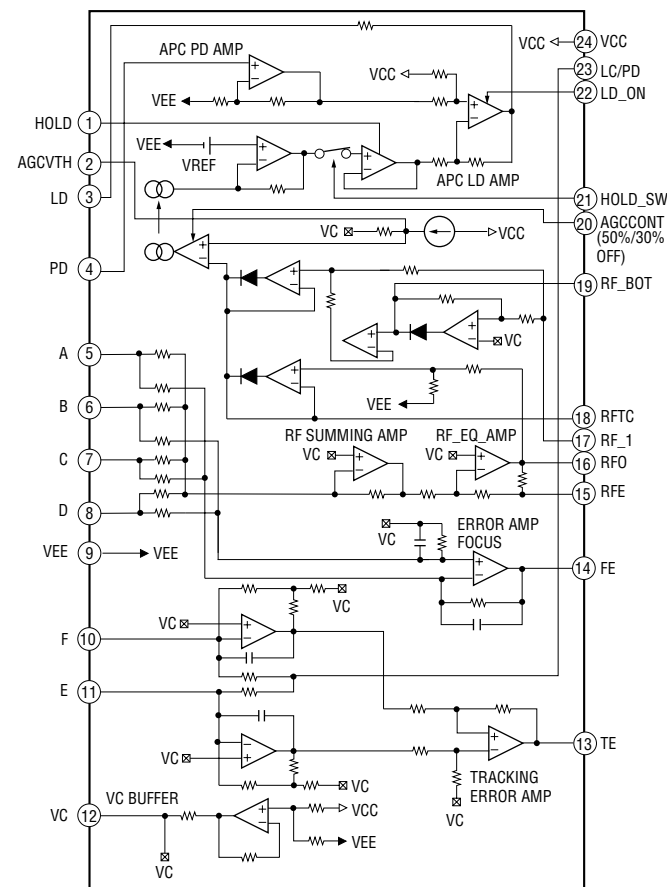 APC PD AMP
VCC
24 VCC
23 LC/PD
VCC
VEE
22 LD_ON
HOLD 1
VEE
VREF
AGCVTH 2
APC LD AMP
LD 3
21 HOLD_SW
20 AGCCONT
(50%/30%
OFF)
VC
VCC
PD 4
19 RF_BOT
VC
A 5
B 6
VEE
18 RFTC
17 RF_1
RF SUMMING AMP
RF_EQ_AMP
VC
VC
16 RFO
C 7
15 RFE
D 8
VC
ERROR AMP
FOCUS
VEE 9
VEE
14 FE
VC
VC
F 10
E 11
13 TE
VC
VC
TRACKING
ERROR AMP
VC
VC BUFFER
VC 12
VCC
VEE
VC